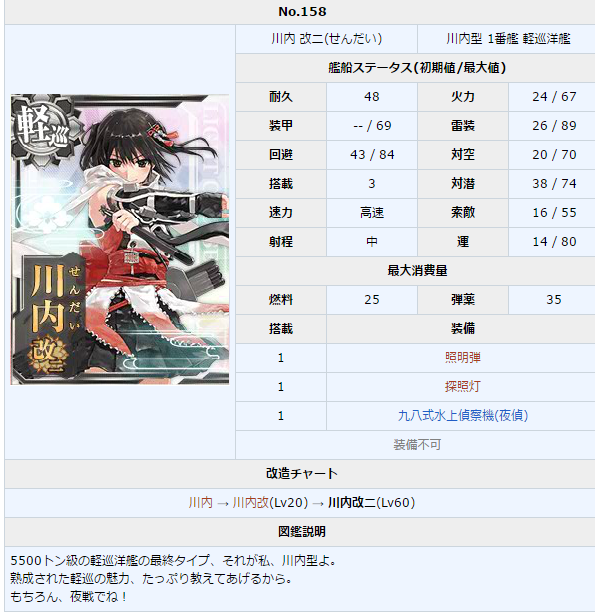 No.158
川内 改二(せんだい)
川内型 1番艦 軽巡洋艦
艦船ステータス(初期値/最大値)
耐久 48 火力 24 / 67
装甲 -- / 69 雷装 26 / 89
回避 43 / 84 対空 20 / 70
搭載 3 対潜 38 / 74
速力 高速 索敵 16 / 55
射程 中 運 14 / 80
最大消費量
燃料 25 弾薬 35
搭載 装備
1 照明弾
1 探照灯
1 九八式水上偵察機(夜偵)
装備不可
軽巡
せんだい
川内
改二
改造チャート
川内 → 川内改(Lv20) → 川内改二(Lv60)
図鑑説明
5500トン級の軽巡洋艦の最終タイプ、それが私、川内型よ。
熟成された軽巡の魅力、たっぷり教えてあげるから。
もちろん、夜戦でね！